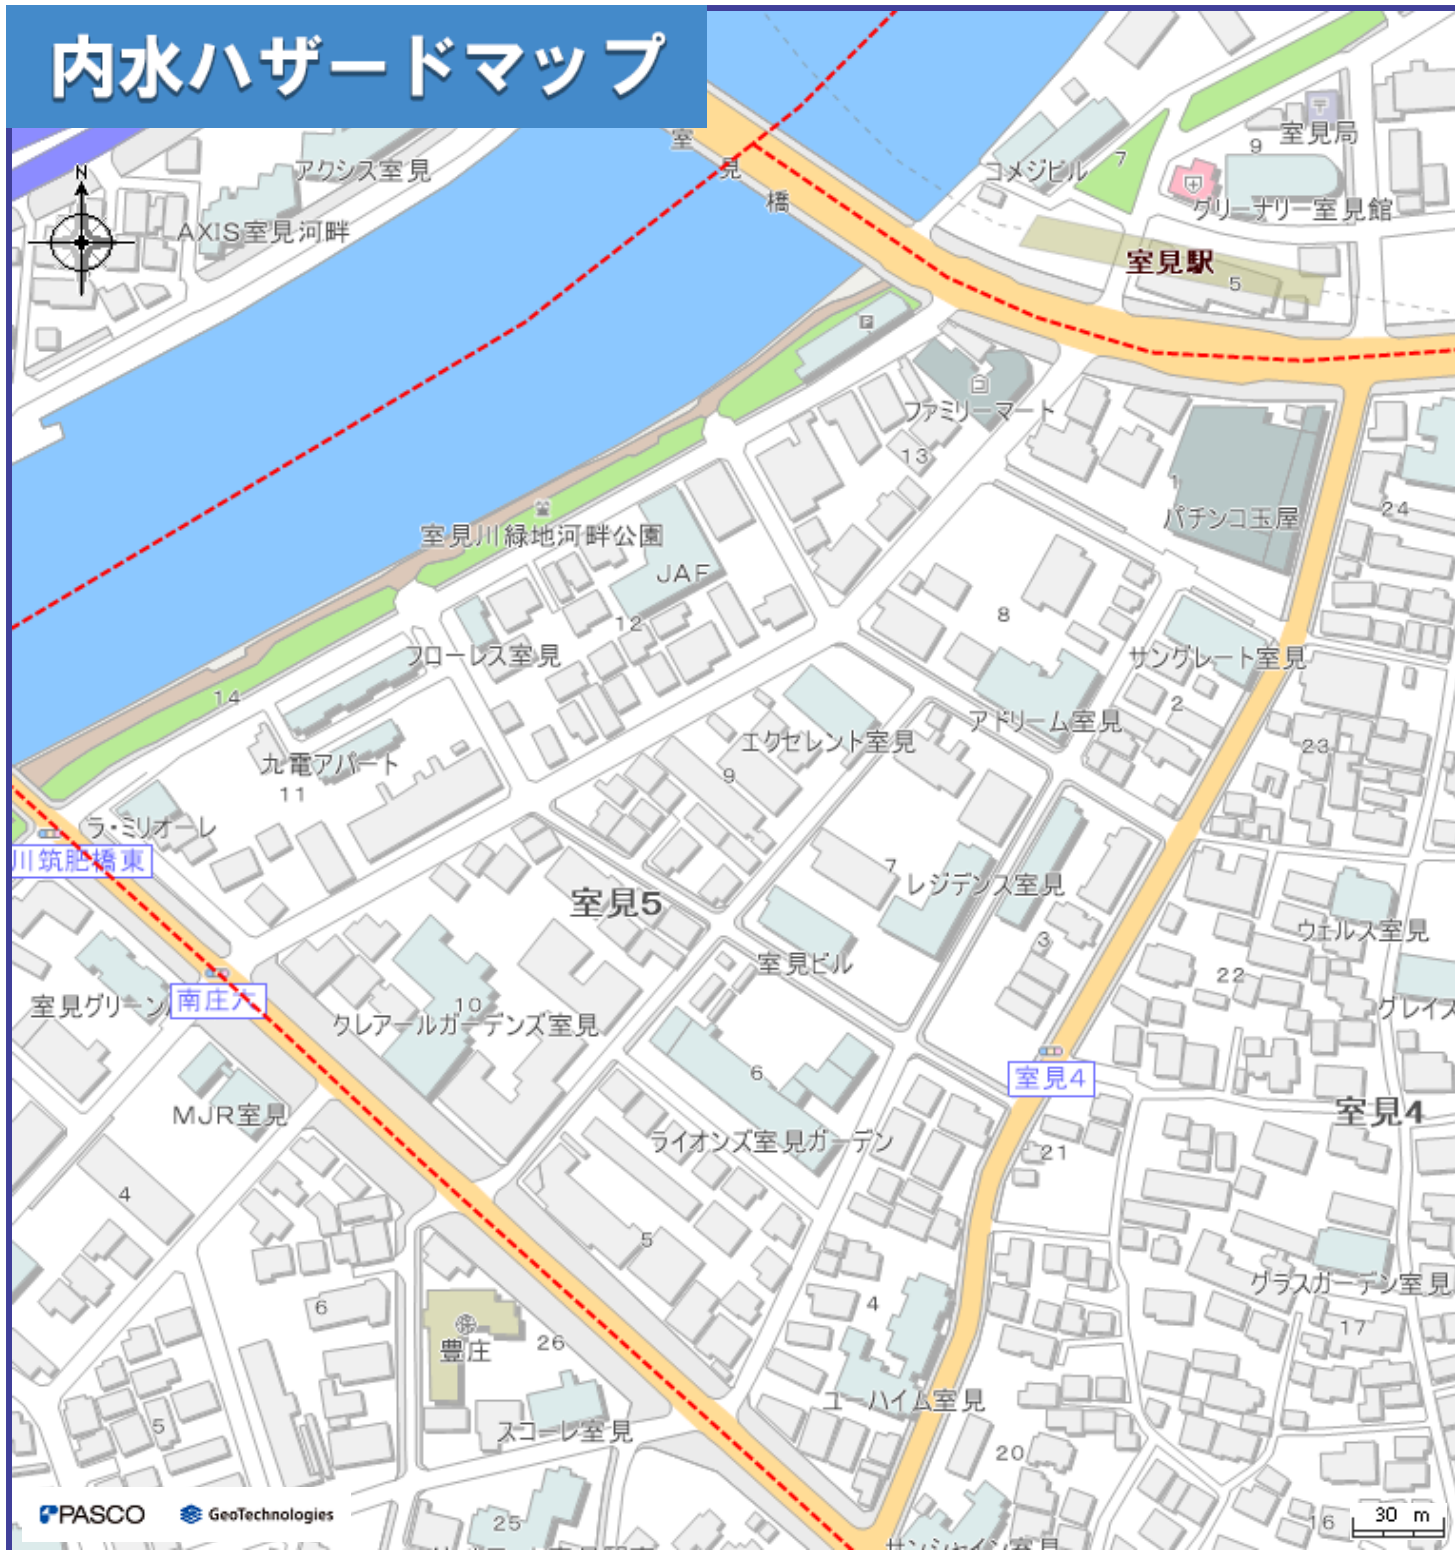 内水ハザードマップ
室見橋
アクシス室見
AXIS室見河畔
N
コメジビル
7
9
室見局
グリーナリー室見館
室見駅
5
P
ファミリーマート
13
1
パチンコ玉屋
24
室見川緑地河畔公園
JAF
12
8
フローレス室見
サングレート室見
14
2
アドリーム室見
エクセレント室見
23
九電アパート
9
11
ラ・ミリオーレ
川筑肥橋東
7
レジデンス室見
室見5
3
ウェルス室見
室見ビル
22
室見グリーン
南庄六
10
クレアールガーデンズ室見
グレイス
6
室見4
MJR室見
室見4
ライオンズ室見ガーデン
21
4
5
グラスガーデン室見
6
4
17
豊庄
26
ユーハイム室見
5
スコーレ室見
20
PASCO
GeoTechnologies
25
16
30 m